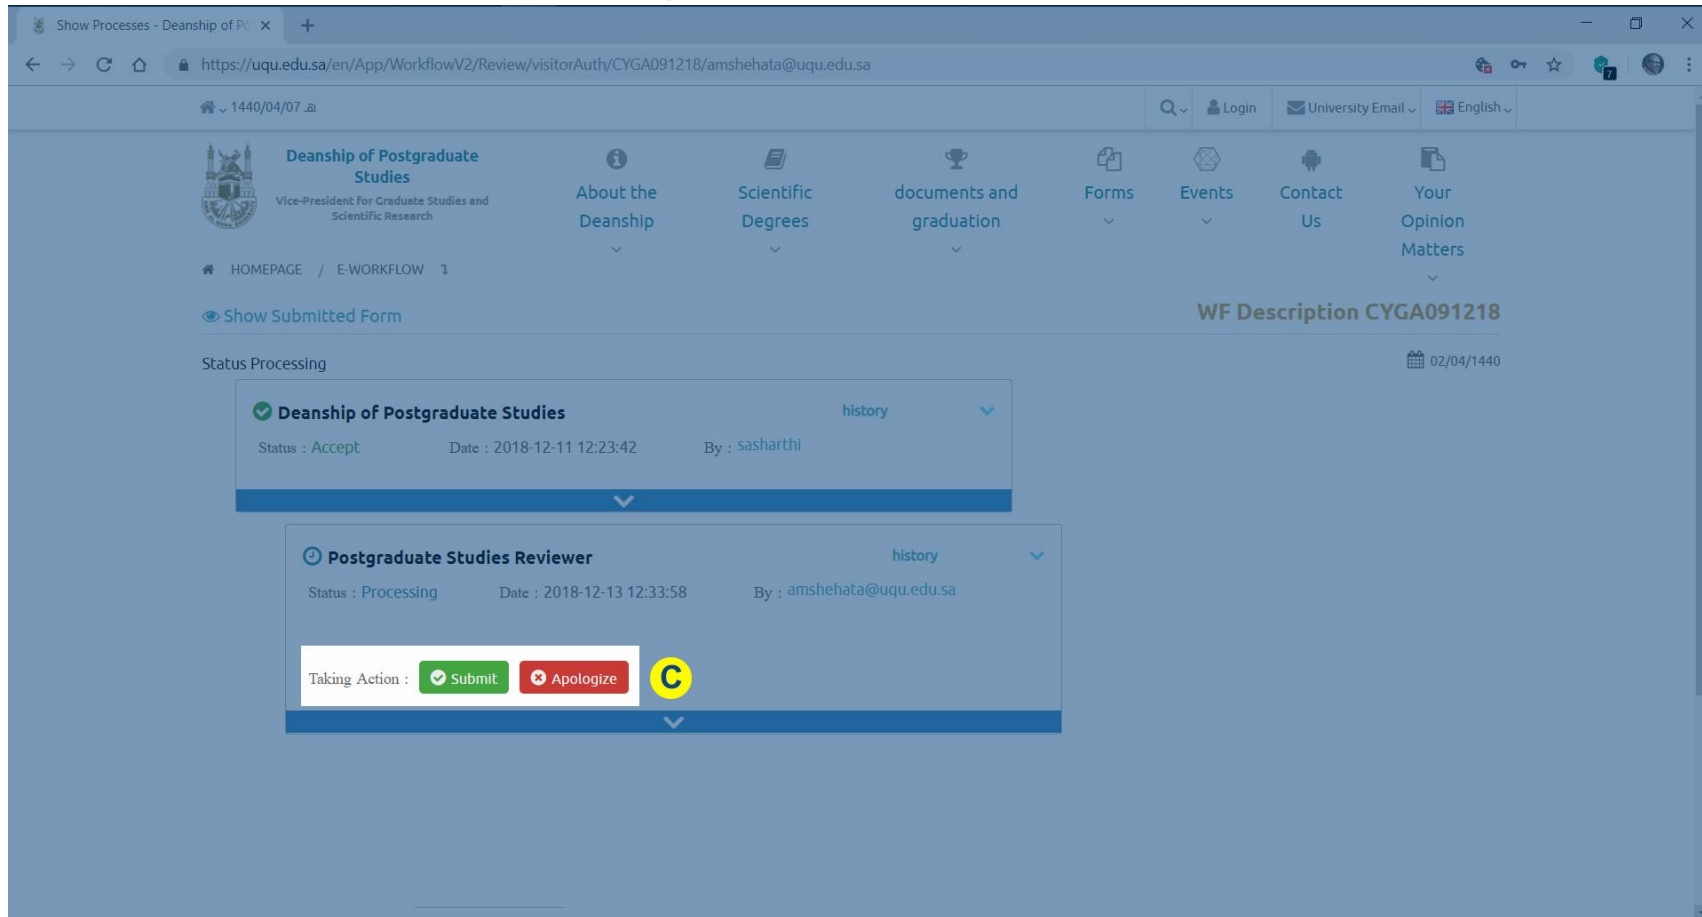 Show Processes - Deanship of Po
https://uqu.edu.sa/en/App/WorkflowV2/Review/visitorAuth/CYGA091218/amshehata@uqu.edu.sa
7
1440/04/07 هـ
Login
University Email
English
Deanship of Postgraduate
Studies
Vice-President for Graduate Studies and
Scientific Research
About the
Deanship
Scientific
Degrees
documents and
graduation
Forms
Events
Contact
Us
Your
Opinion
Matters
HOMEPAGE / E-WORKFLOW
Show Submitted Form
WF Description CYGA091218
Status Processing
02/04/1440
Deanship of Postgraduate Studies
history
Status : Accept Date : 2018-12-11 12:23:42 By : sasharthi
Postgraduate Studies Reviewer
history
Status : Processing Date : 2018-12-13 12:33:58 By : amshehata@uqu.edu.sa
Taking Action : Submit Apologize C